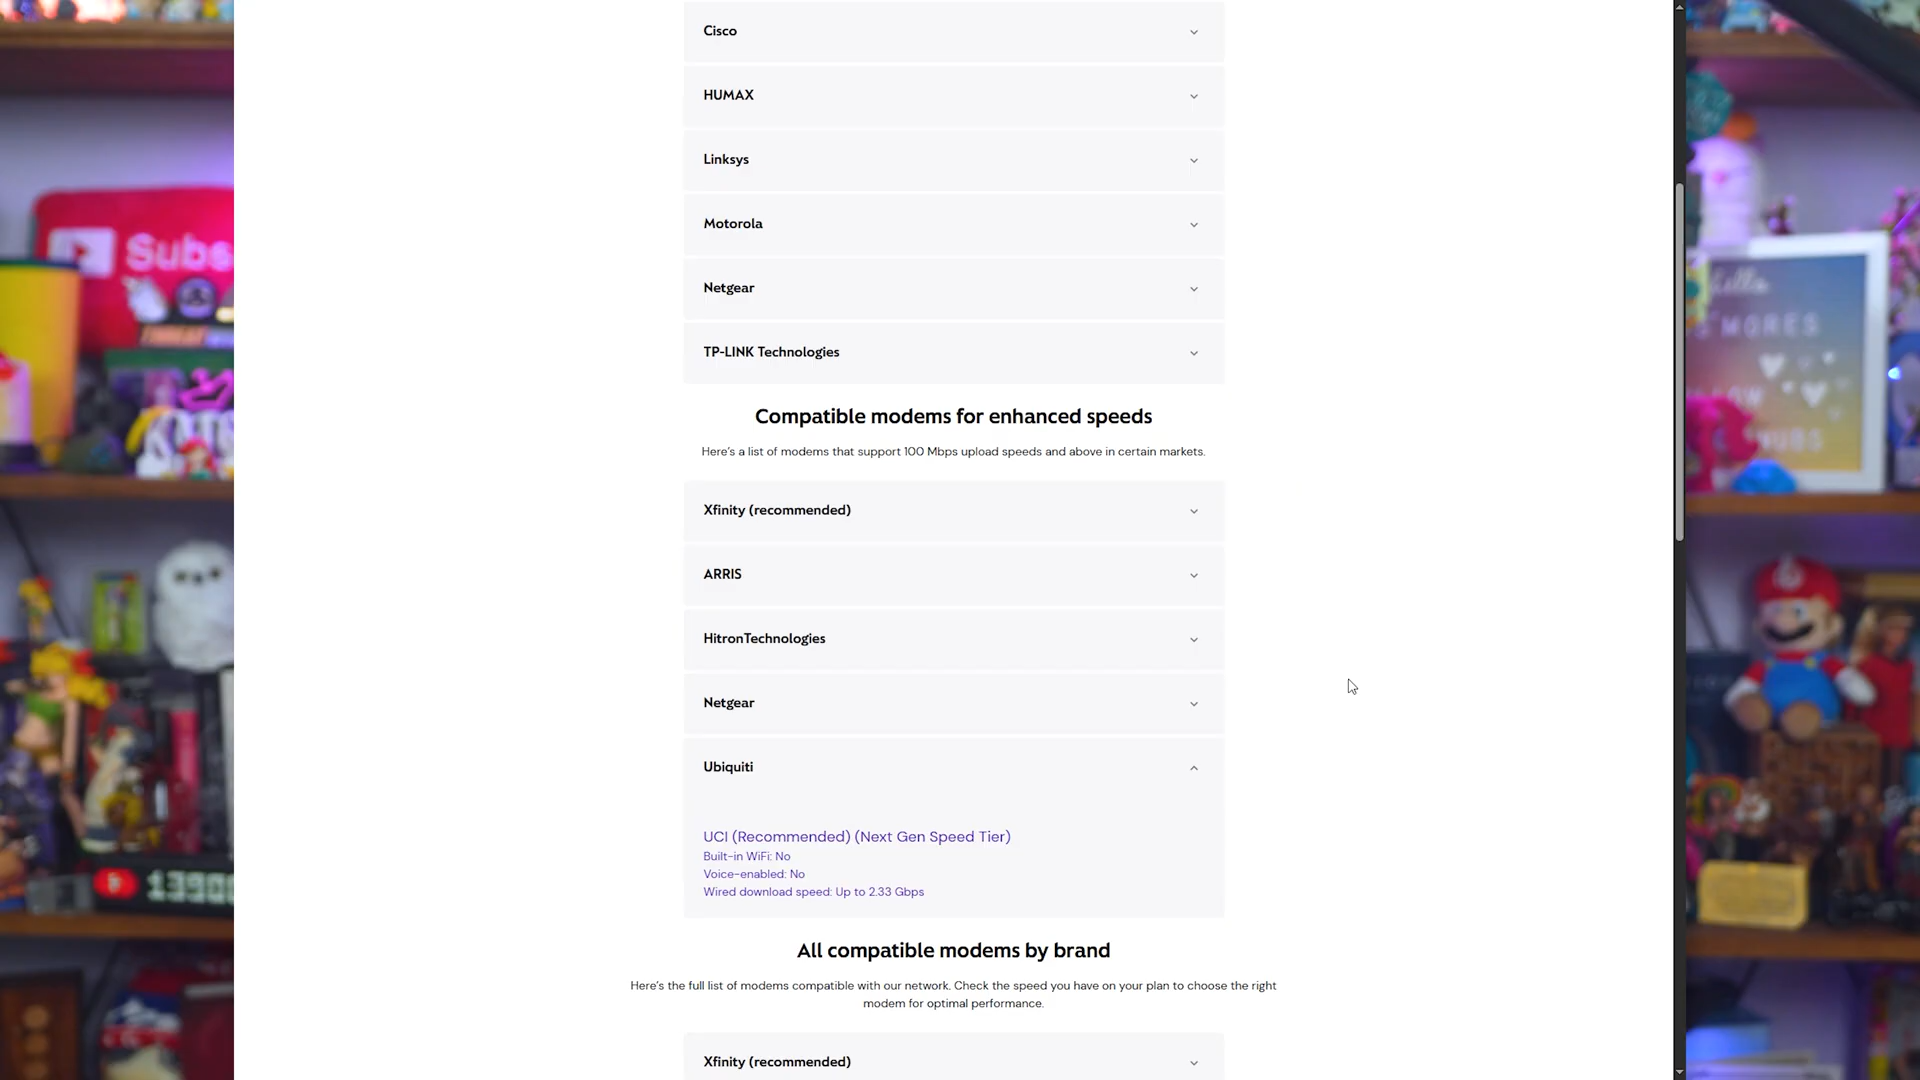 Cisco
HUMAX
Linksys
Motorola
Netgear
TP-LINK Technologies
Compatible modems for enhanced speeds
Here's a list of modems that support 100 Mbps upload speeds and above in certain markets.
Xfinity (recommended)
ARRIS
HitronTechnologies
Netgear
Ubiquiti
UCI (Recommended) (Next Gen Speed Tier)
Built-in WiFi: No
Voice-enabled: No
Wired download speed: Up to 2.33 Gbps
All compatible modems by brand
Here's the full list of modems compatible with our network. Check the speed you have on your plan to choose the right
modem for optimal performance.
Xfinity (recommended)
Subs
hello
S'MORES